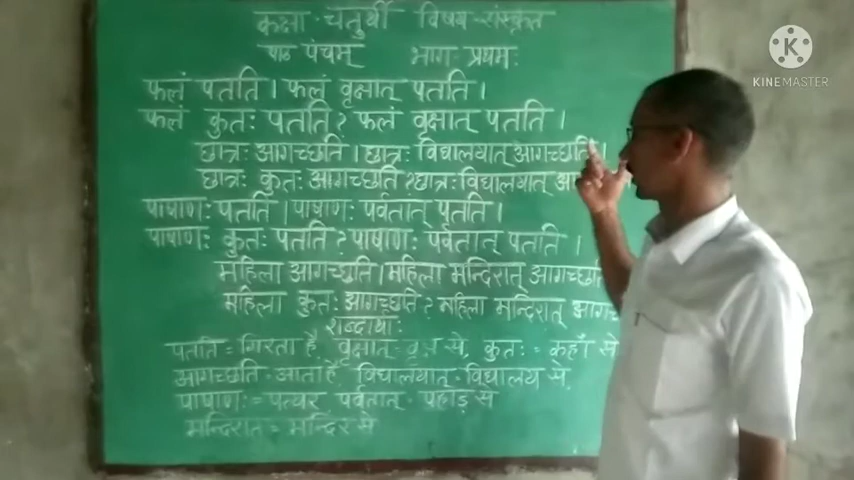 कक्षा - चतुर्थी विषय - संस्कृत
पाठ पंचम् भाग - प्रथमः
फलं पतति । फलं वृक्षात् पतति ।
फलं कुतः पतति ? फलं वृक्षात् पतति ।
छात्रः आगच्छति । छात्रः विद्यालयात् आगच्छति ।
छात्रः कुतः आगच्छति ? छात्रः विद्यालयात् आ
पाषाणः पतति । पाषाणः पर्वतात् पतति ।
पाषाणः कुतः पतति ? पाषाणः पर्वतात् पतति ।
महिला आगच्छति । महिला मन्दिरात् आगच्छति
महिला कुतः आगच्छति ? महिला मन्दिरात् आगच
शब्दार्थाः
पतति = गिरता है, वृक्षात् - वृक्ष से, कुतः = कहाँ से
आगच्छति - आता है, विद्यालयात् - विद्यालय से,
पाषाणः = पत्थर, पर्वतात् - पहाड़ से
मन्दिरात् = मन्दिर से
KINEMASTER